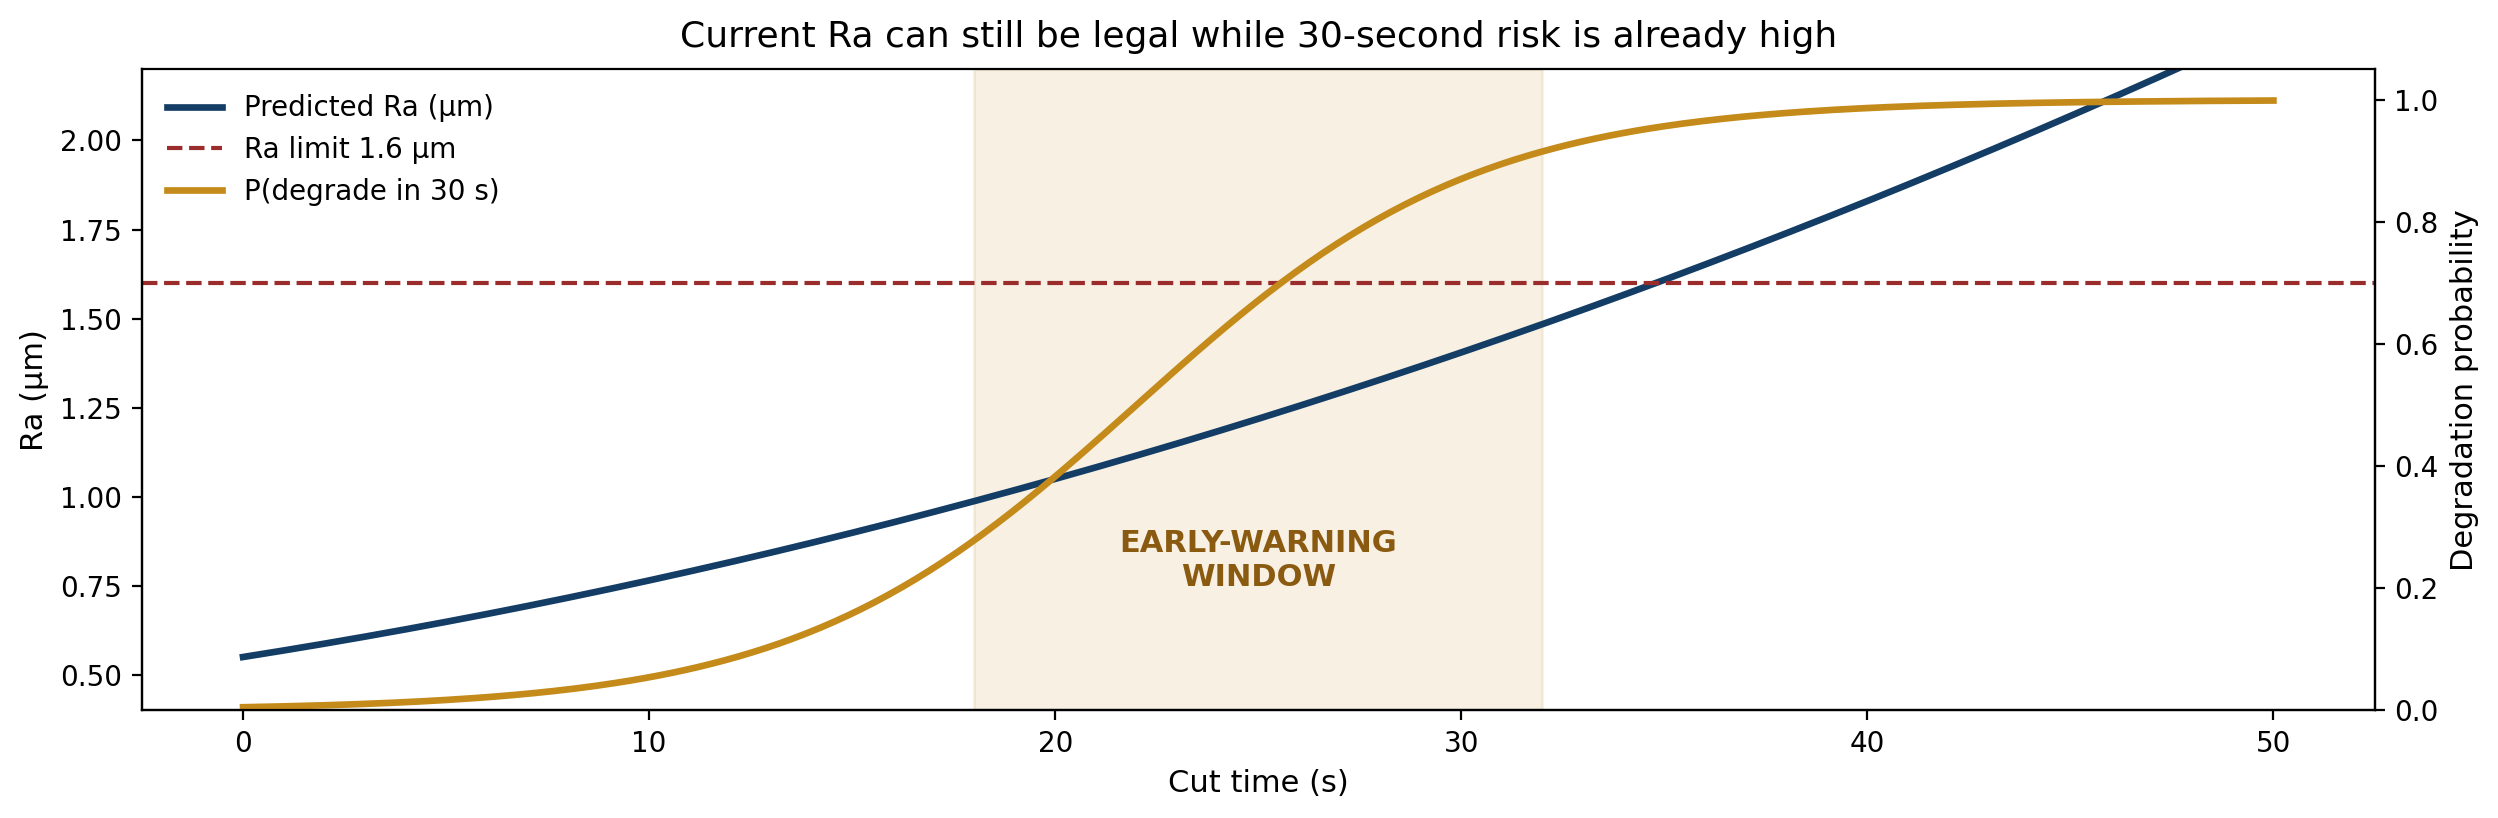 Current Ra can still be legal while 30-second risk is already high
Predicted Ra (µm)
Ra limit 1.6 µm
P(degrade in 30 s)
2.00
1.75
1.50
1.25
1.00
0.75
0.50
Ra (µm)
EARLY-WARNING
WINDOW
1.0
0.8
0.6
0.4
0.2
0.0
Degradation probability
0 10 20 30 40 50
Cut time (s)